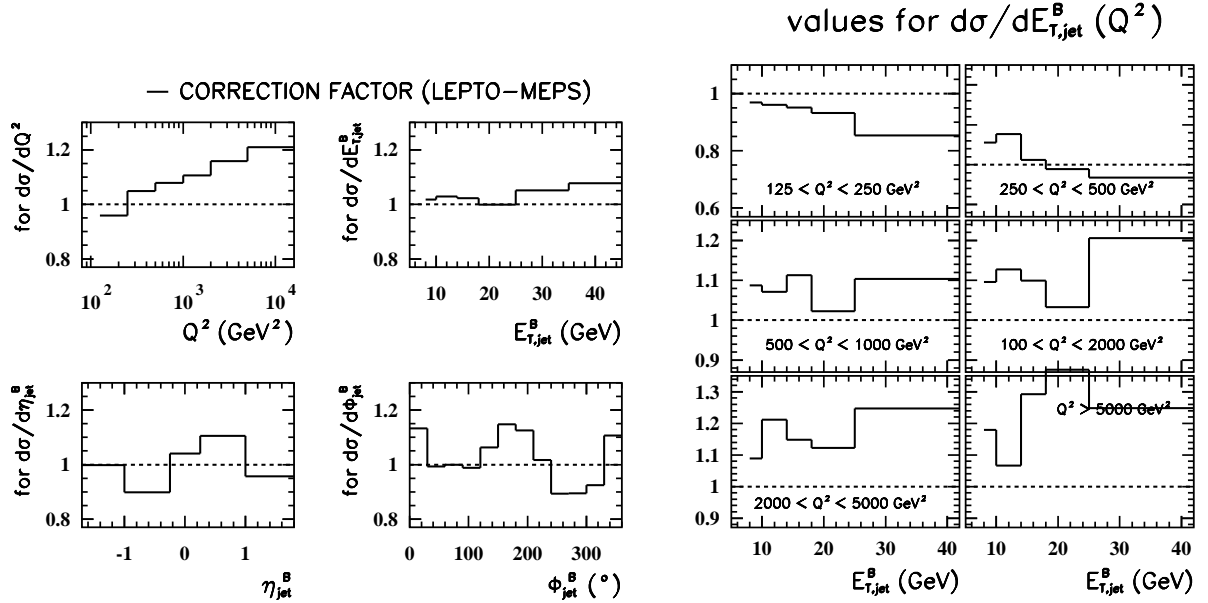 values for dσ/dE^B_T,jet (Q²)
— CORRECTION FACTOR (LEPTO–MEPS)
for dσ/dQ²
1.2
1
0.8
10² 10³ 10⁴
Q² (GeV²)
for dσ/dE^B_T,jet
1.2
1
0.8
10 20 30 40
E^B_T,jet (GeV)
for dσ/dη^B_jet
1.2
1
0.8
-1 0 1
η^B_jet
for dσ/dΦ^B_jet
1.2
1
0.8
0 100 200 300
Φ^B_jet (°)
1
0.8
0.6
125 < Q² < 250 GeV²
250 < Q² < 500 GeV²
1.2
1.1
1
0.9
500 < Q² < 1000 GeV²
100 < Q² < 2000 GeV²
1.3
1.2
1.1
1
0.9
2000 < Q² < 5000 GeV²
Q² > 5000 GeV²
10 20 30 40
10 20 30 40
E^B_T,jet (GeV)
E^B_T,jet (GeV)